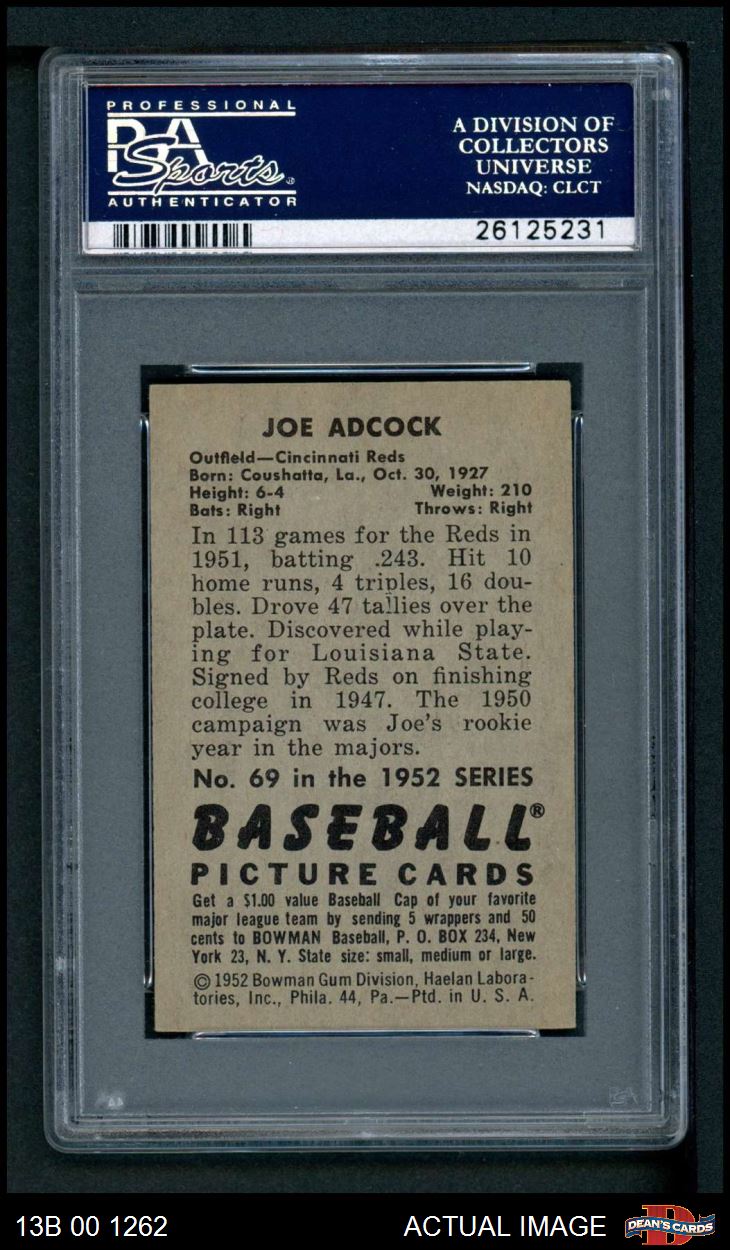 PROFESSIONAL
PSA
Sports
AUTHENTICATOR
A DIVISION OF
COLLECTORS
UNIVERSE
NASDAQ: CLCT
26125231
JOE ADCOCK
Outfield—Cincinnati Reds
Born: Coushatta, La., Oct. 30, 1927
Height: 6-4 Weight: 210
Bats: Right Throws: Right
In 113 games for the Reds in
1951, batting .243. Hit 10
home runs, 4 triples, 16 dou-
bles. Drove 47 tallies over the
plate. Discovered while play-
ing for Louisiana State.
Signed by Reds on finishing
college in 1947. The 1950
campaign was Joe's rookie
year in the majors.
No. 69 in the 1952 SERIES
BASEBALL®
PICTURE CARDS
Get a $1.00 value Baseball Cap of your favorite
major league team by sending 5 wrappers and 50
cents to BOWMAN Baseball, P. O. BOX 234, New
York 23, N. Y. State size: small, medium or large.
© 1952 Bowman Gum Division, Haelan Labora-
tories, Inc., Phila. 44, Pa.—Ptd. in U. S. A.
13B 00 1262 ACTUAL IMAGE DEAN'S CARDS